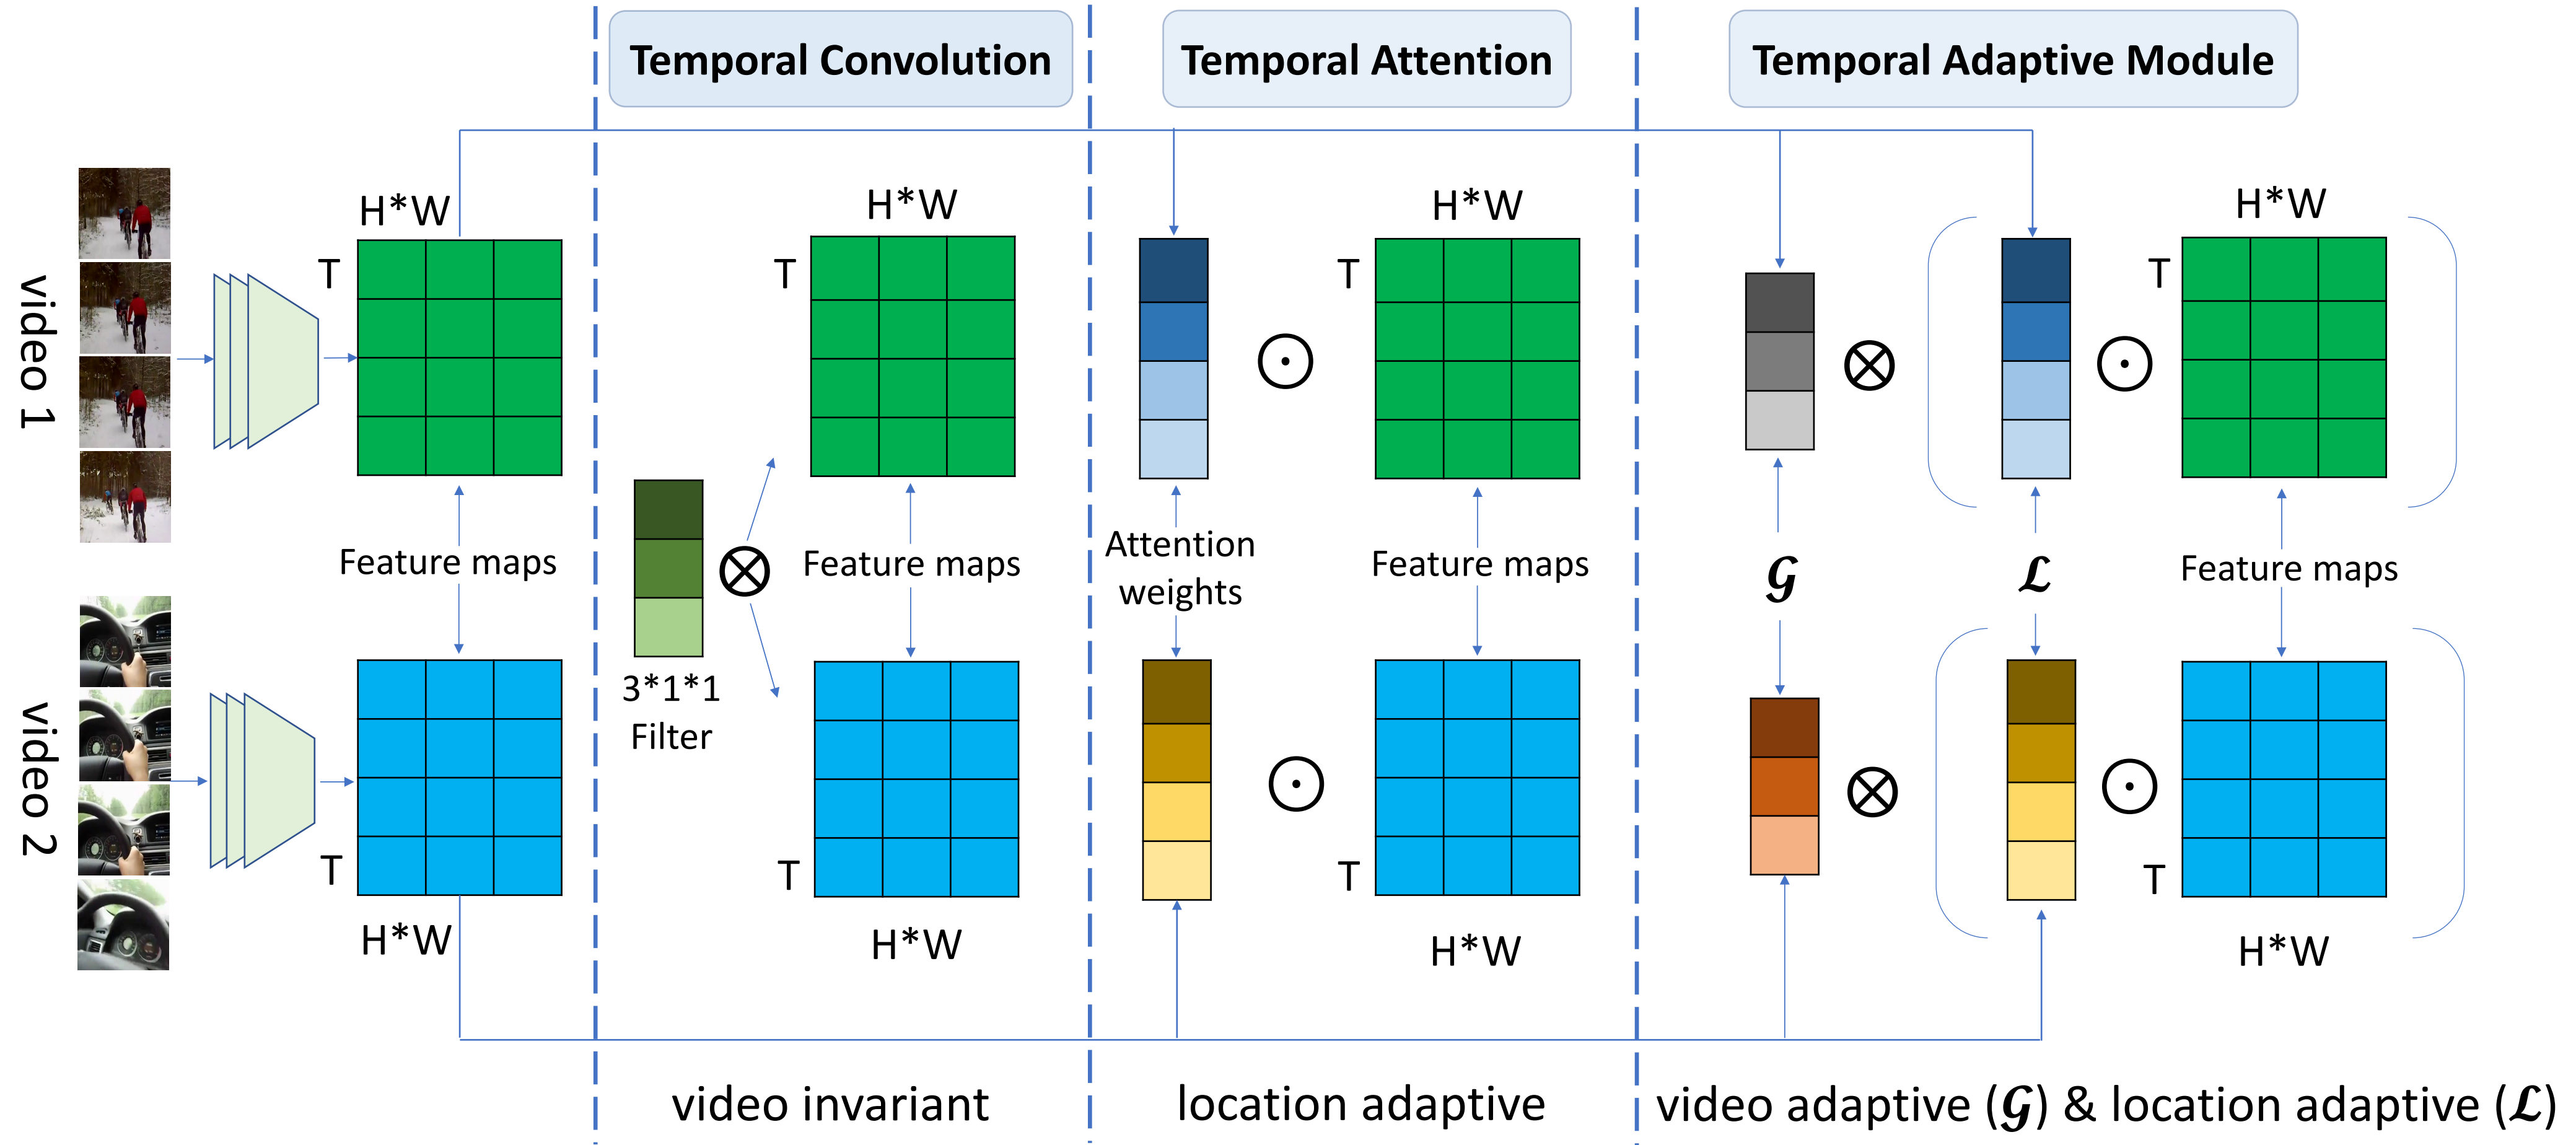 Temporal Convolution
Temporal Attention
Temporal Adaptive Module
video 1
H*W
T
H*W
T
H*W
T
H*W
T
Feature maps
3*1*1
Filter
Feature maps
Attention
weights
Feature maps
𝓖
𝓛
Feature maps
video 2
T
H*W
T
H*W
T
H*W
T
H*W
video invariant
location adaptive
video adaptive (𝓖) & location adaptive (𝓛)